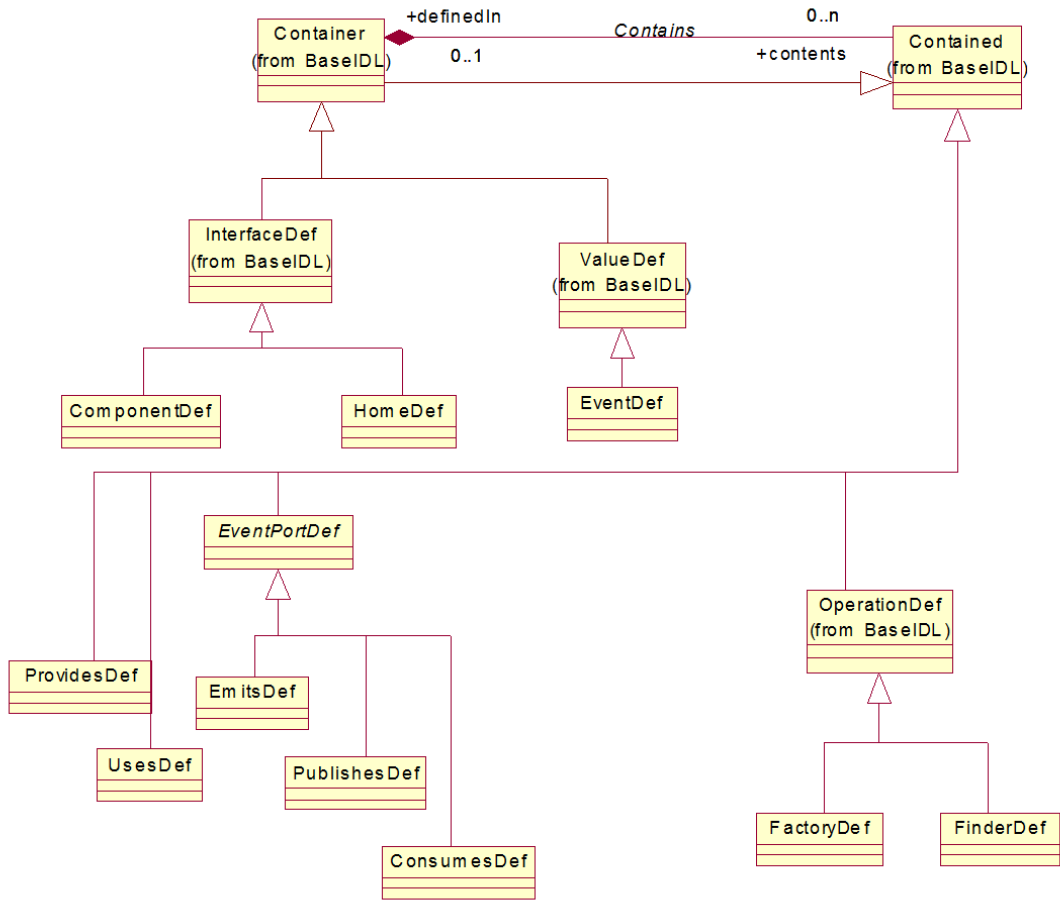 Container
(from BaseIDL)
+definedIn
0..1
Contains
0..n
+contents
Contained
(from BaseIDL)
InterfaceDef
(from BaseIDL)
ValueDef
(from BaseIDL)
ComponentDef
HomeDef
EventDef
EventPortDef
OperationDef
(from BaseIDL)
ProvidesDef
EmitsDef
UsesDef
PublishesDef
ConsumesDef
FactoryDef
FinderDef